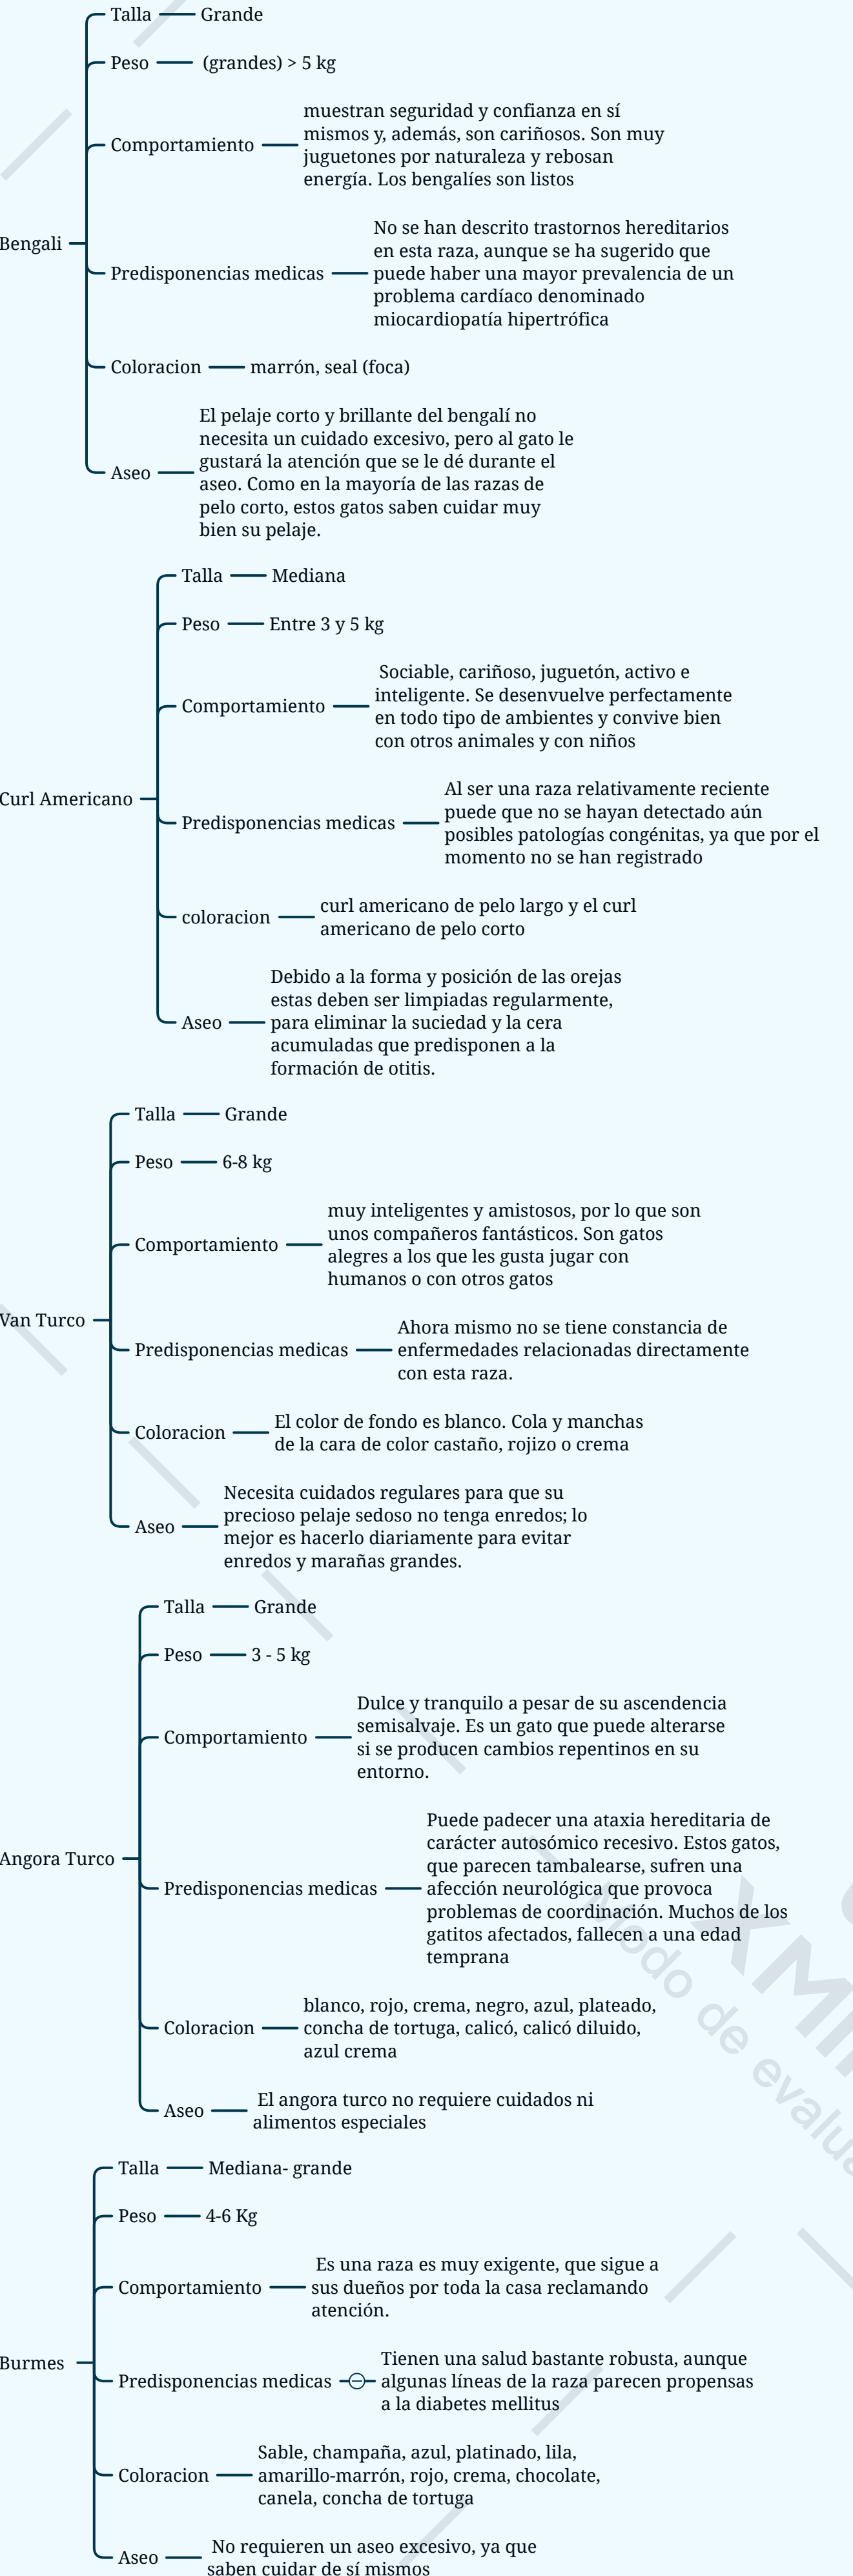 Talla
Grande
Peso
(grandes) > 5 kg
Comportamiento
muestran seguridad y confianza en sí
mismos y, además, son cariñosos. Son muy
juguetones por naturaleza y rebosan
energía. Los bengalíes son listos
Bengali
Predisponencias medicas
No se han descrito trastornos hereditarios
en esta raza, aunque se ha sugerido que
puede haber una mayor prevalencia de un
problema cardíaco denominado
miocardiopatía hipertrófica
Coloracion
marrón, seal (foca)
Aseo
El pelaje corto y brillante del bengalí no
necesita un cuidado excesivo, pero al gato le
gustará la atención que se le dé durante el
aseo. Como en la mayoría de las razas de
pelo corto, estos gatos saben cuidar muy
bien su pelaje.
Talla
Mediana
Peso
Entre 3 y 5 kg
Comportamiento
Sociable, cariñoso, juguetón, activo e
inteligente. Se desenvuelve perfectamente
en todo tipo de ambientes y convive bien
con otros animales y con niños
Curl Americano
Predisponencias medicas
Al ser una raza relativamente reciente
puede que no se hayan detectado aún
posibles patologías congénitas, ya que por el
momento no se han registrado
coloracion
curl americano de pelo largo y el curl
americano de pelo corto
Aseo
Debido a la forma y posición de las orejas
estas deben ser limpiadas regularmente,
para eliminar la suciedad y la cera
acumuladas que predisponen a la
formación de otitis.
Talla
Grande
Peso
6-8 kg
Comportamiento
muy inteligentes y amistosos, por lo que son
unos compañeros fantásticos. Son gatos
alegres a los que les gusta jugar con
humanos o con otros gatos
Van Turco
Predisponencias medicas
Ahora mismo no se tiene constancia de
enfermedades relacionadas directamente
con esta raza.
Coloracion
El color de fondo es blanco. Cola y manchas
de la cara de color castaño, rojizo o crema
Aseo
Necesita cuidados regulares para que su
precioso pelaje sedoso no tenga enredos; lo
mejor es hacerlo diariamente para evitar
enredos y marañas grandes.
Talla
Grande
Peso
3 - 5 kg
Comportamiento
Dulce y tranquilo a pesar de su ascendencia
semisalvaje. Es un gato que puede alterarse
si se producen cambios repentinos en su
entorno.
Angora Turco
Predisponencias medicas
Puede padecer una ataxia hereditaria de
carácter autosómico recesivo. Estos gatos,
que parecen tambalearse, sufren una
afección neurológica que provoca
problemas de coordinación. Muchos de los
gatitos afectados, fallecen a una edad
temprana
Coloracion
blanco, rojo, crema, negro, azul, plateado,
concha de tortuga, calicó, calicó diluido,
azul crema
Aseo
El angora turco no requiere cuidados ni
alimentos especiales
Modo de
Talla
Mediana- grande
Peso
4-6 Kg
Comportamiento
Es una raza es muy exigente, que sigue a
sus dueños por toda la casa reclamando
atención.
Burmes
Predisponencias medicas
Tienen una salud bastante robusta, aunque
algunas líneas de la raza parecen propensas
a la diabetes mellitus
Coloracion
Sable, champaña, azul, platinado, lila,
amarillo-marrón, rojo, crema, chocolate,
canela, concha de tortuga
Aseo
No requieren un aseo excesivo, ya que
saben cuidar de sí mismos